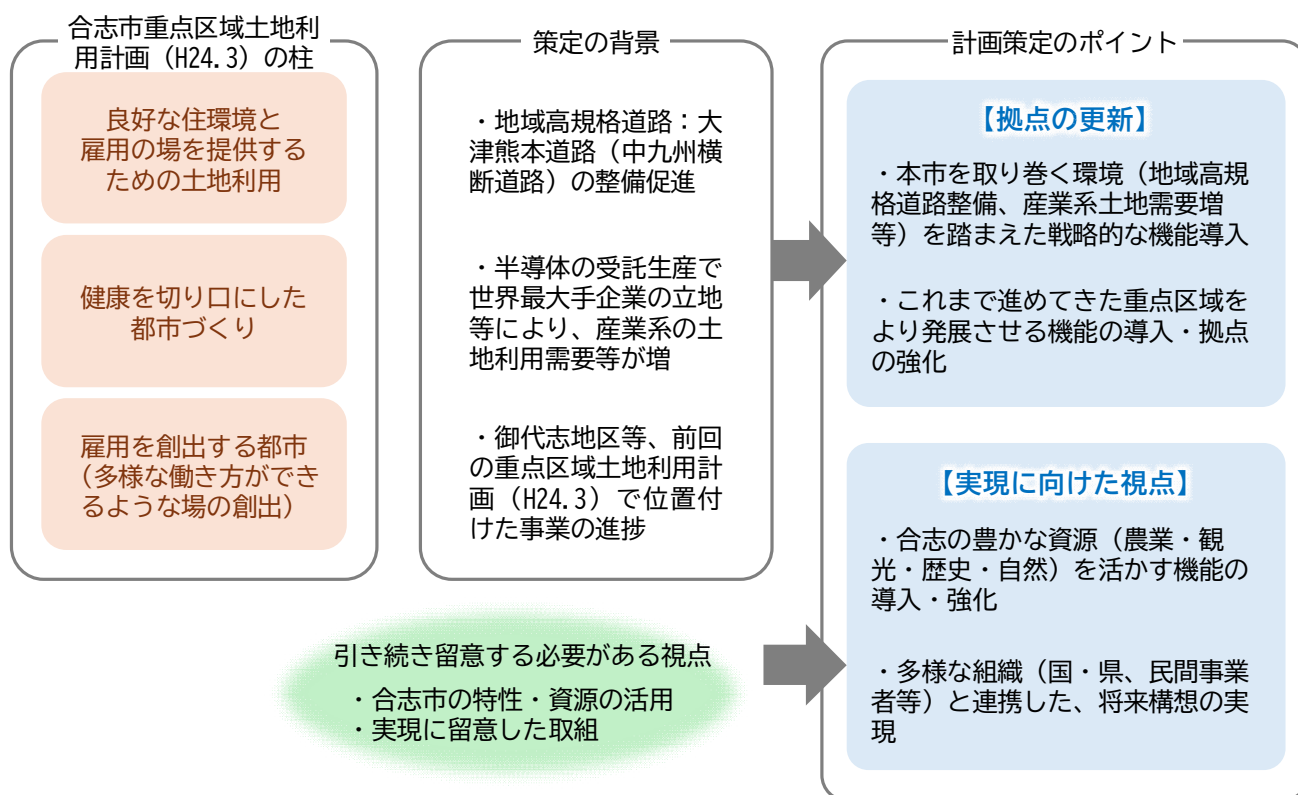 合志市重点区域土地利
用計画（H24.3）の柱
良好な住環境と
雇用の場を提供する
ための土地利用
健康を切り口にした
都市づくり
雇用を創出する都市
（多様な働き方ができ
るような場の創出）
策定の背景
・地域高規格道路：大
津熊本道路（中九州横
断道路）の整備促進
・半導体の受託生産で
世界最大手企業の立地
等により、産業系の土
地利用需要等が増
・御代志地区等、前回
の重点区域土地利用計
画（H24.3）で位置付
けた事業の進捗
引き続き留意する必要がある視点
・合志市の特性・資源の活用
・実現に留意した取組
計画策定のポイント
【拠点の更新】
・本市を取り巻く環境（地域高規
格道路整備、産業系土地需要増
等）を踏まえた戦略的な機能導入
・これまで進めてきた重点区域を
より発展させる機能の導入・拠点
の強化
【実現に向けた視点】
・合志の豊かな資源（農業・観
光・歴史・自然）を活かす機能の
導入・強化
・多様な組織（国・県、民間事業
者等）と連携した、将来構想の実
現